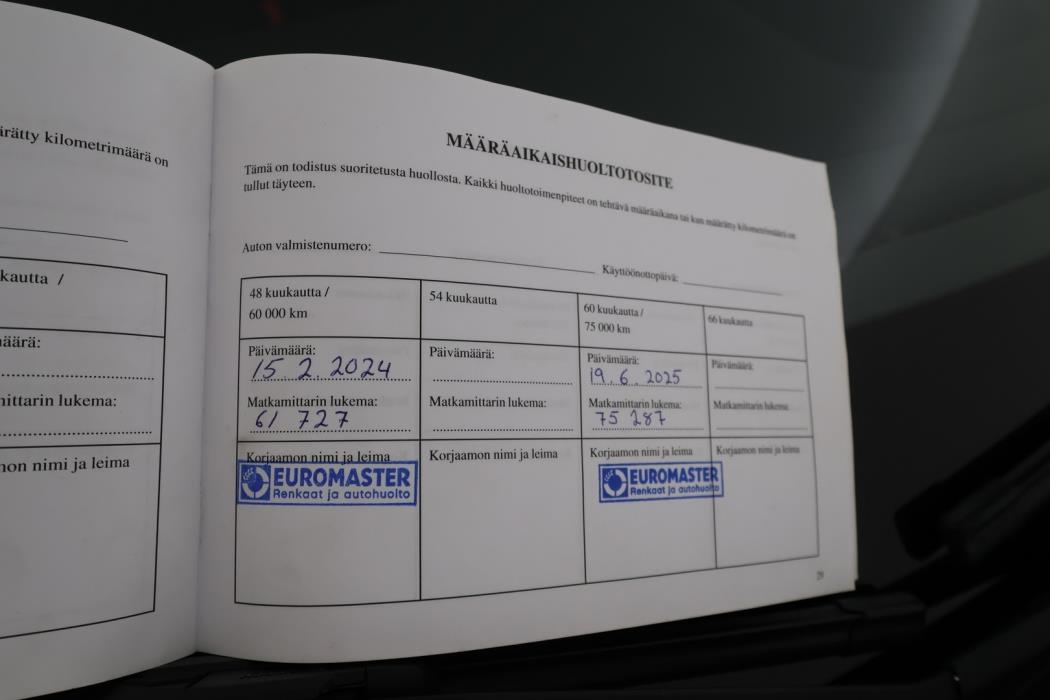 ärätty kilometrimäärä on
kautta /
äärä:
mittarin lukema:
mon nimi ja leima
MÄÄRÄAIKAISHUOLTOTOSITE
Tämä on todistus suoritetusta huollosta. Kaikki huoltotoimenpiteet on tehtävä määräaikana tai kun määrätty kilometrimäärä on
tullut täyteen.
Auton valmistenumero:
Käyttöönottopäivä:
48 kuukautta /
60 000 km
Päivämäärä:
15.2.2024
Matkamittarin lukema:
61 727
Korjaamon nimi ja leima
EUROMASTER
Renkaat ja autohuolto
54 kuukautta
Päivämäärä:
Matkamittarin lukema:
Korjaamon nimi ja leima
60 kuukautta /
75 000 km
Päivämäärä:
19.6.2025
Matkamittarin lukema:
75 287
Korjaamon nimi ja leima
EUROMASTER
Renkaat ja autohuolto
66 kuukautta
Päivämäärä:
Matkamittarin lukema:
Korjaamon nimi ja leima
29